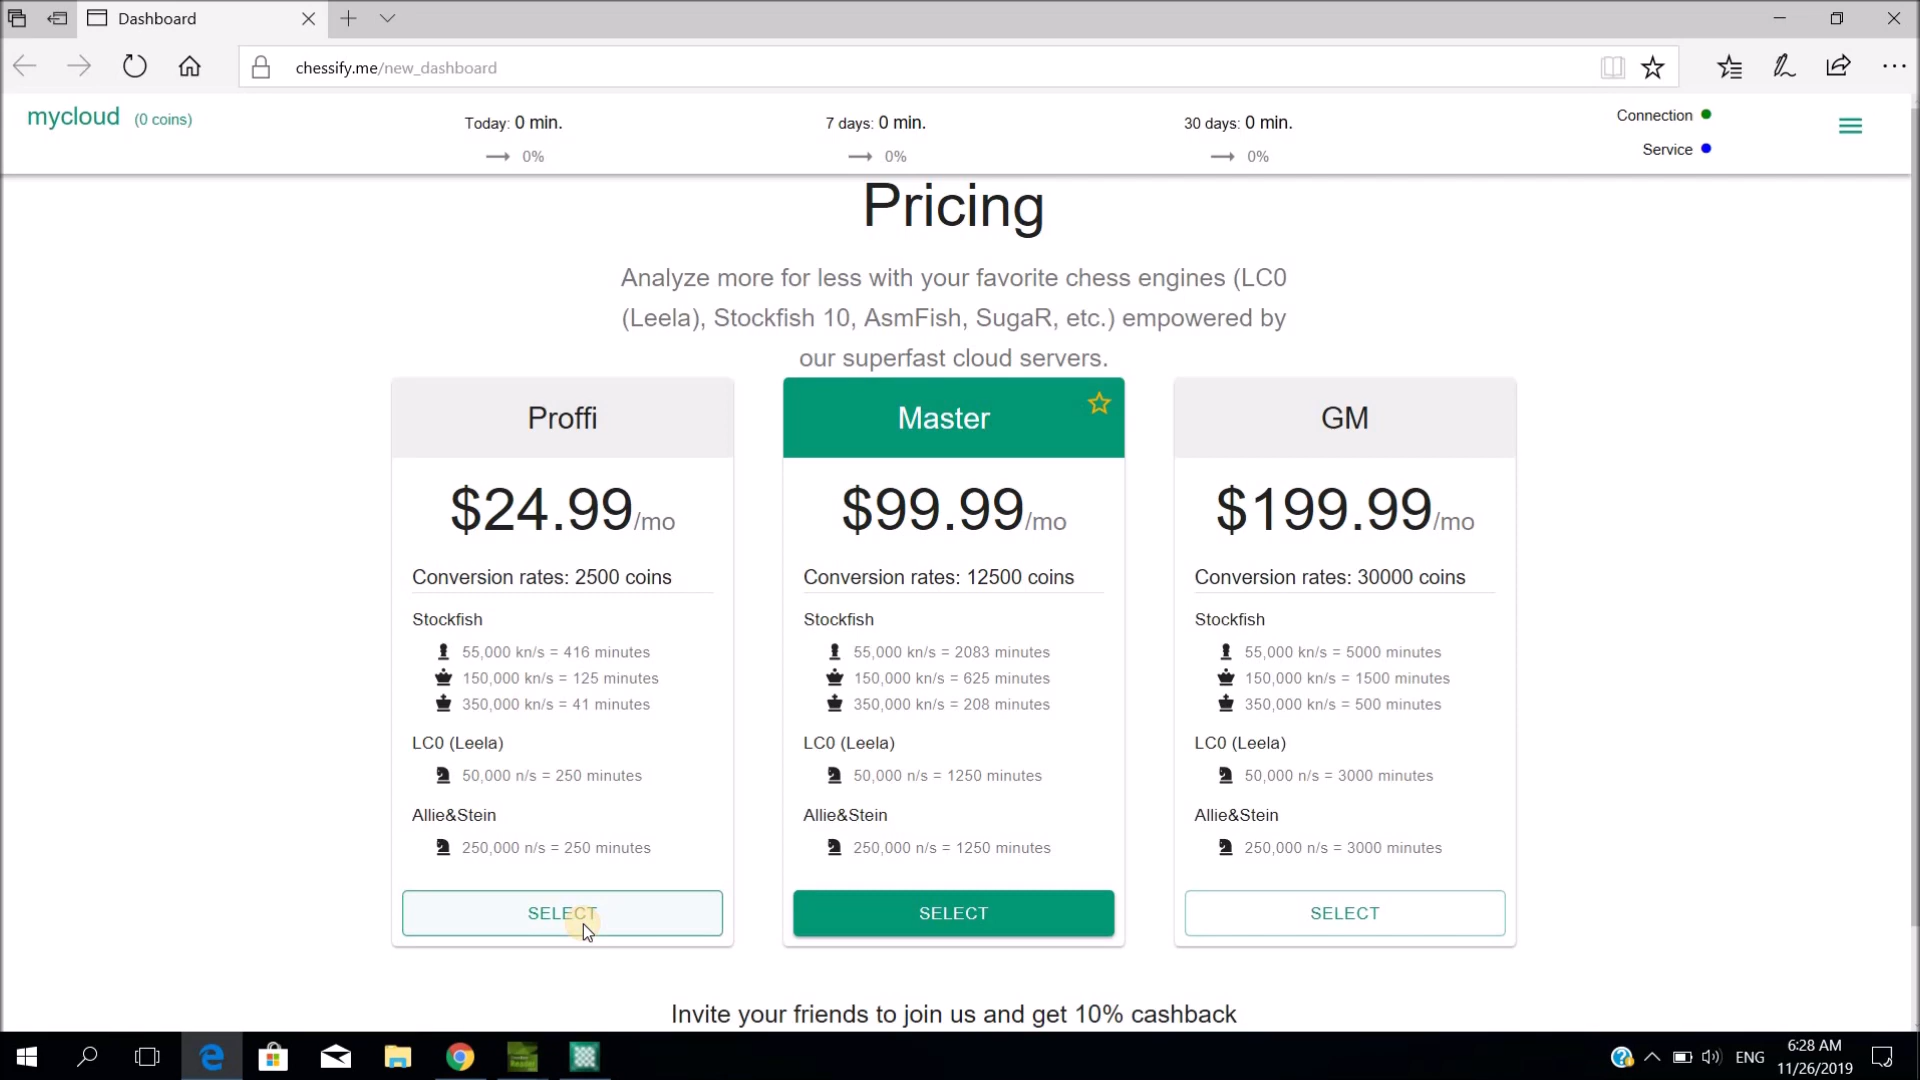 Dashboard
chessify.me/new_dashboard
mycloud (0 coins)
Today: 0 min.
0%
7 days: 0 min.
0%
30 days: 0 min.
0%
Connection
Service
Pricing
Analyze more for less with your favorite chess engines (LC0
(Leela), Stockfish 10, AsmFish, SugaR, etc.) empowered by
our superfast cloud servers.
Proffi
$24.99/mo
Conversion rates: 2500 coins
Stockfish
55,000 kn/s = 416 minutes
150,000 kn/s = 125 minutes
350,000 kn/s = 41 minutes
LC0 (Leela)
50,000 n/s = 250 minutes
Allie&Stein
250,000 n/s = 250 minutes
SELECT
Master
$99.99/mo
Conversion rates: 12500 coins
Stockfish
55,000 kn/s = 2083 minutes
150,000 kn/s = 625 minutes
350,000 kn/s = 208 minutes
LC0 (Leela)
50,000 n/s = 1250 minutes
Allie&Stein
250,000 n/s = 1250 minutes
SELECT
GM
$199.99/mo
Conversion rates: 30000 coins
Stockfish
55,000 kn/s = 5000 minutes
150,000 kn/s = 1500 minutes
350,000 kn/s = 500 minutes
LC0 (Leela)
50,000 n/s = 3000 minutes
Allie&Stein
250,000 n/s = 3000 minutes
SELECT
Invite your friends to join us and get 10% cashback
ENG
6:28 AM
11/26/2019